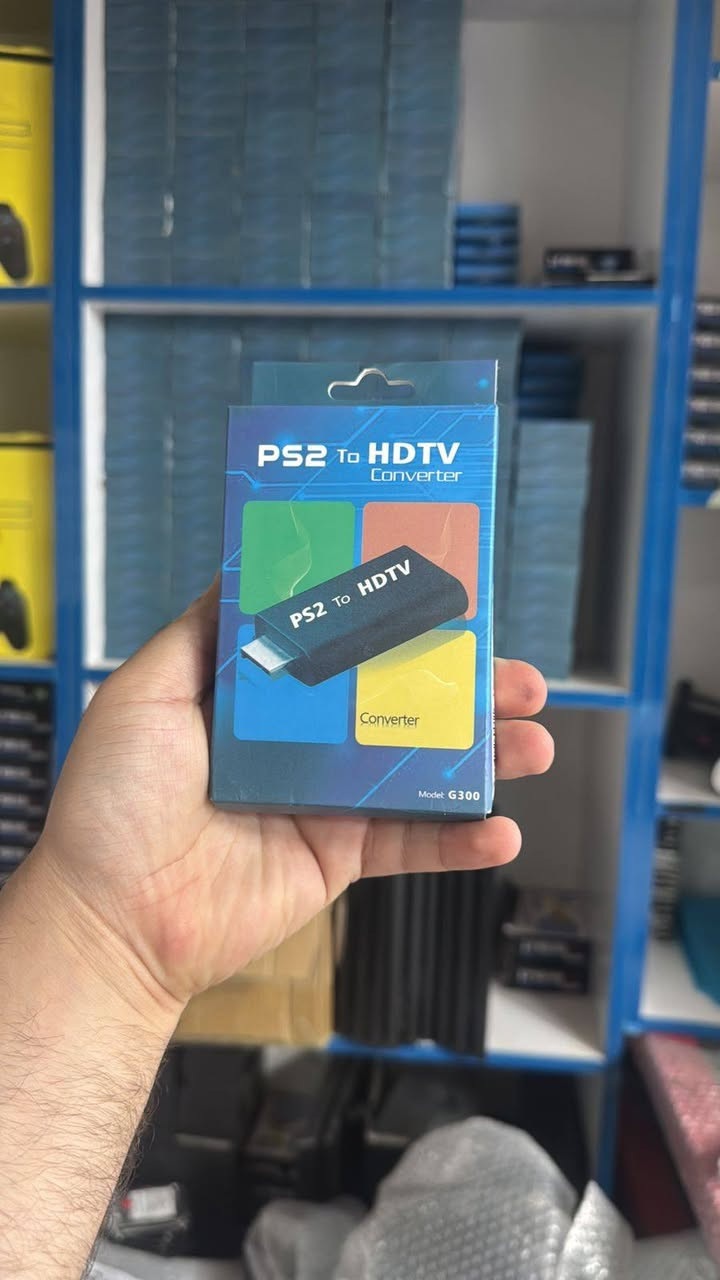 PS2 To HDTV
Converter
PS2 To HDTV
Converter
Model: G300